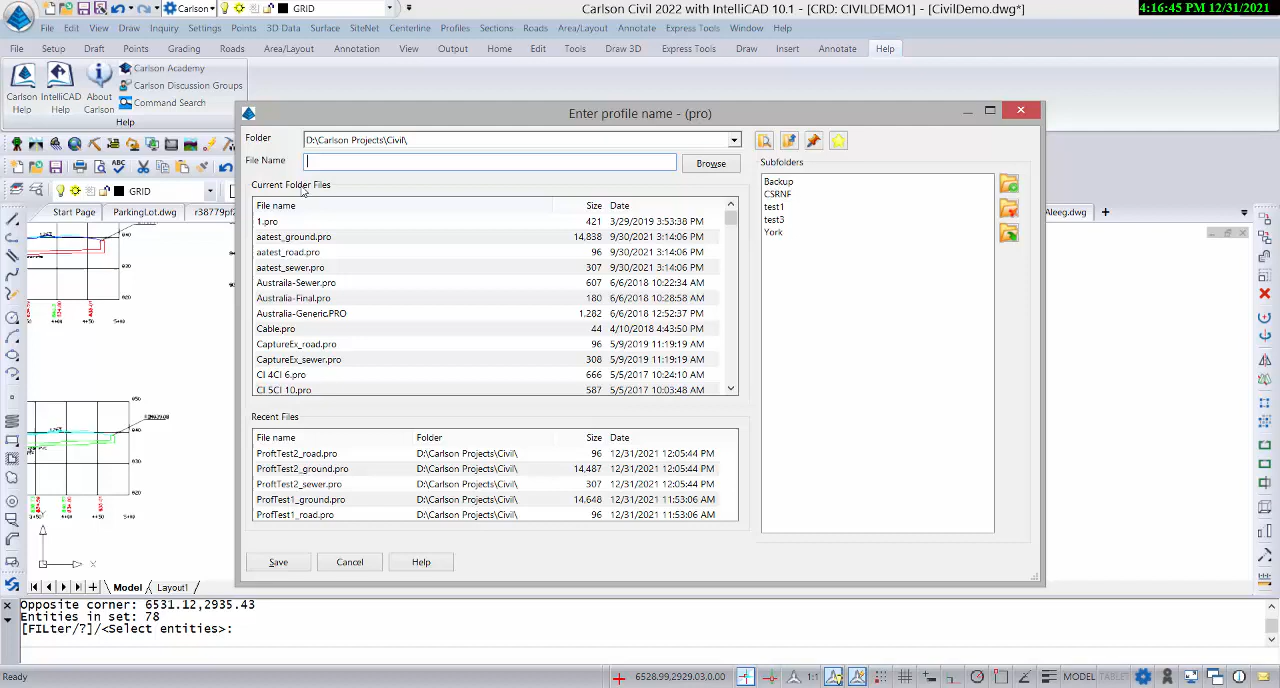 Carlson
GRID
Carlson Civil 2022 with IntelliCAD 10.1 - [CRD: CIVILDEMO1] - [CivilDemo.dwg*]
4:16:45 PM 12/31/2021
File Edit View Draw Inquiry Settings Points 3D Data Surface SiteNet Centerline Profiles Sections Roads Area/Layout Annotate Express Tools Window Help
File Setup Draft Points Grading Roads Area/Layout Annotation View Output Home Edit Tools Draw 3D Express Tools Draw Insert Annotate Help
Carlson Help
IntelliCAD Help
About Carlson
Carlson Academy
Carlson Discussion Groups
Command Search
Help
GRID
Start Page ParkingLot.dwg
Aleeg.dwg
Enter profile name - (pro)
Folder D:\Carlson Projects\Civil\
File Name Browse
Current Folder Files
File name Size Date
1.pro 421 3/29/2019 3:53:38 PM
aatest_ground.pro 14,838 9/30/2021 3:14:06 PM
aatest_road.pro 96 9/30/2021 3:14:06 PM
aatest_sewer.pro 307 9/30/2021 3:14:06 PM
Australia-Sewer.pro 607 6/6/2018 10:22:34 AM
Australia-Final.pro 180 6/6/2018 10:28:58 AM
Australia-Generic.PRO 1,282 6/6/2018 12:52:37 PM
Cable.pro 44 4/10/2018 4:43:50 PM
CaptureEx_road.pro 96 5/9/2019 11:19:19 AM
CaptureEx_sewer.pro 308 5/9/2019 11:19:19 AM
CI 4CI 6.pro 666 5/5/2017 10:24:10 AM
CI 5CI 10.pro 587 5/5/2017 10:03:48 AM
Recent Files
File name Folder Size Date
ProftTest2_road.pro D:\Carlson Projects\Civil\ 96 12/31/2021 12:05:44 PM
ProftTest2_ground.pro D:\Carlson Projects\Civil\ 14,487 12/31/2021 12:05:44 PM
ProftTest2_sewer.pro D:\Carlson Projects\Civil\ 307 12/31/2021 12:05:44 PM
ProfTest1_ground.pro D:\Carlson Projects\Civil\ 14,648 12/31/2021 11:53:06 AM
ProfTest1_road.pro D:\Carlson Projects\Civil\ 96 12/31/2021 11:53:06 AM
Save Cancel Help
Subfolders
Backup
CSRNF
test1
test3
York
Model Layout1
Opposite corner: 6531.12,2935.43
Entities in set: 78
[FILter/?]/<Select entities>:
Ready
6528.99,2929.03,0.00
1:1
MODEL
TABLET